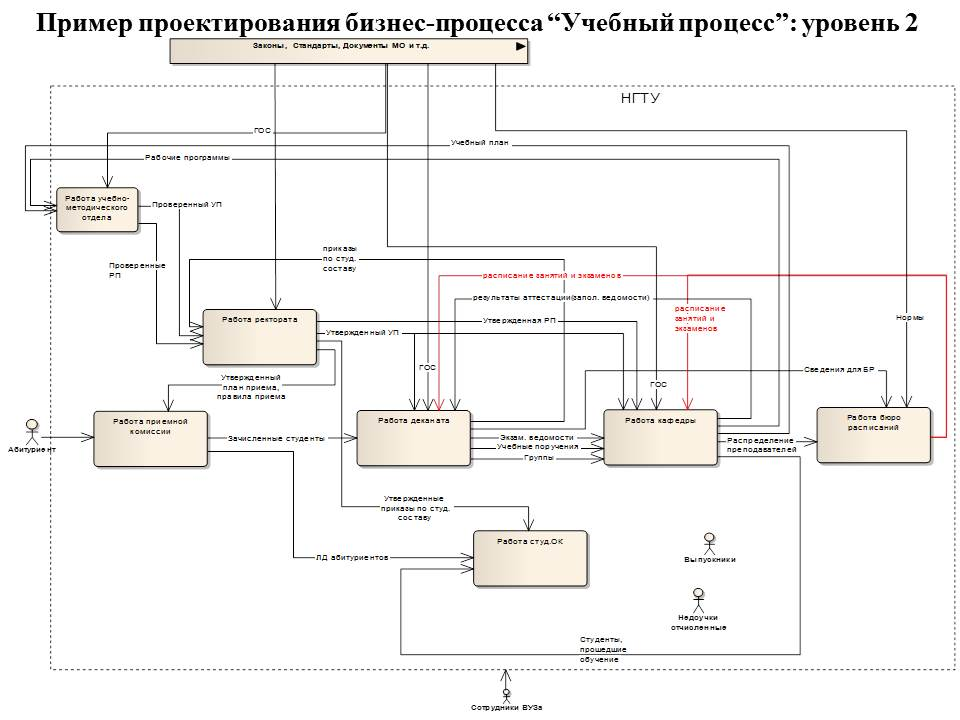 Пример проектирования бизнес-процесса “Учебный процесс”: уровень 2
Законы, Стандарты, Документы МО и т.д.
НГТУ
ГОС
Учебный план
Рабочие программы
Работа учебно-
методического
отдела
Проверенный УП
Проверенные
РП
приказы
по студ.
составу
расписание занятий и экзаменов
результаты аттестации(запол. ведомости)
расписание
занятий и
экзаменов
Нормы
Работа ректората
Утвержденная РП
Утвержденный УП
ГОС
ГОС
Сведения для БР
Утвержденный
план приема,
правила приема
Абитуриент
Работа приемной
комиссии
Зачисленные студенты
Работа деканата
Экзам. ведомости
Учебные поручения
Группы
Работа кафедры
Распределение
преподавателей
Работа бюро
расписаний
Утвержденные
приказы по студ.
составу
Работа студ.ОК
ЛД абитуриентов
Выпускники
Недоучки
отчисленные
Студенты,
прошедшие
обучение
Сотрудники ВУЗа